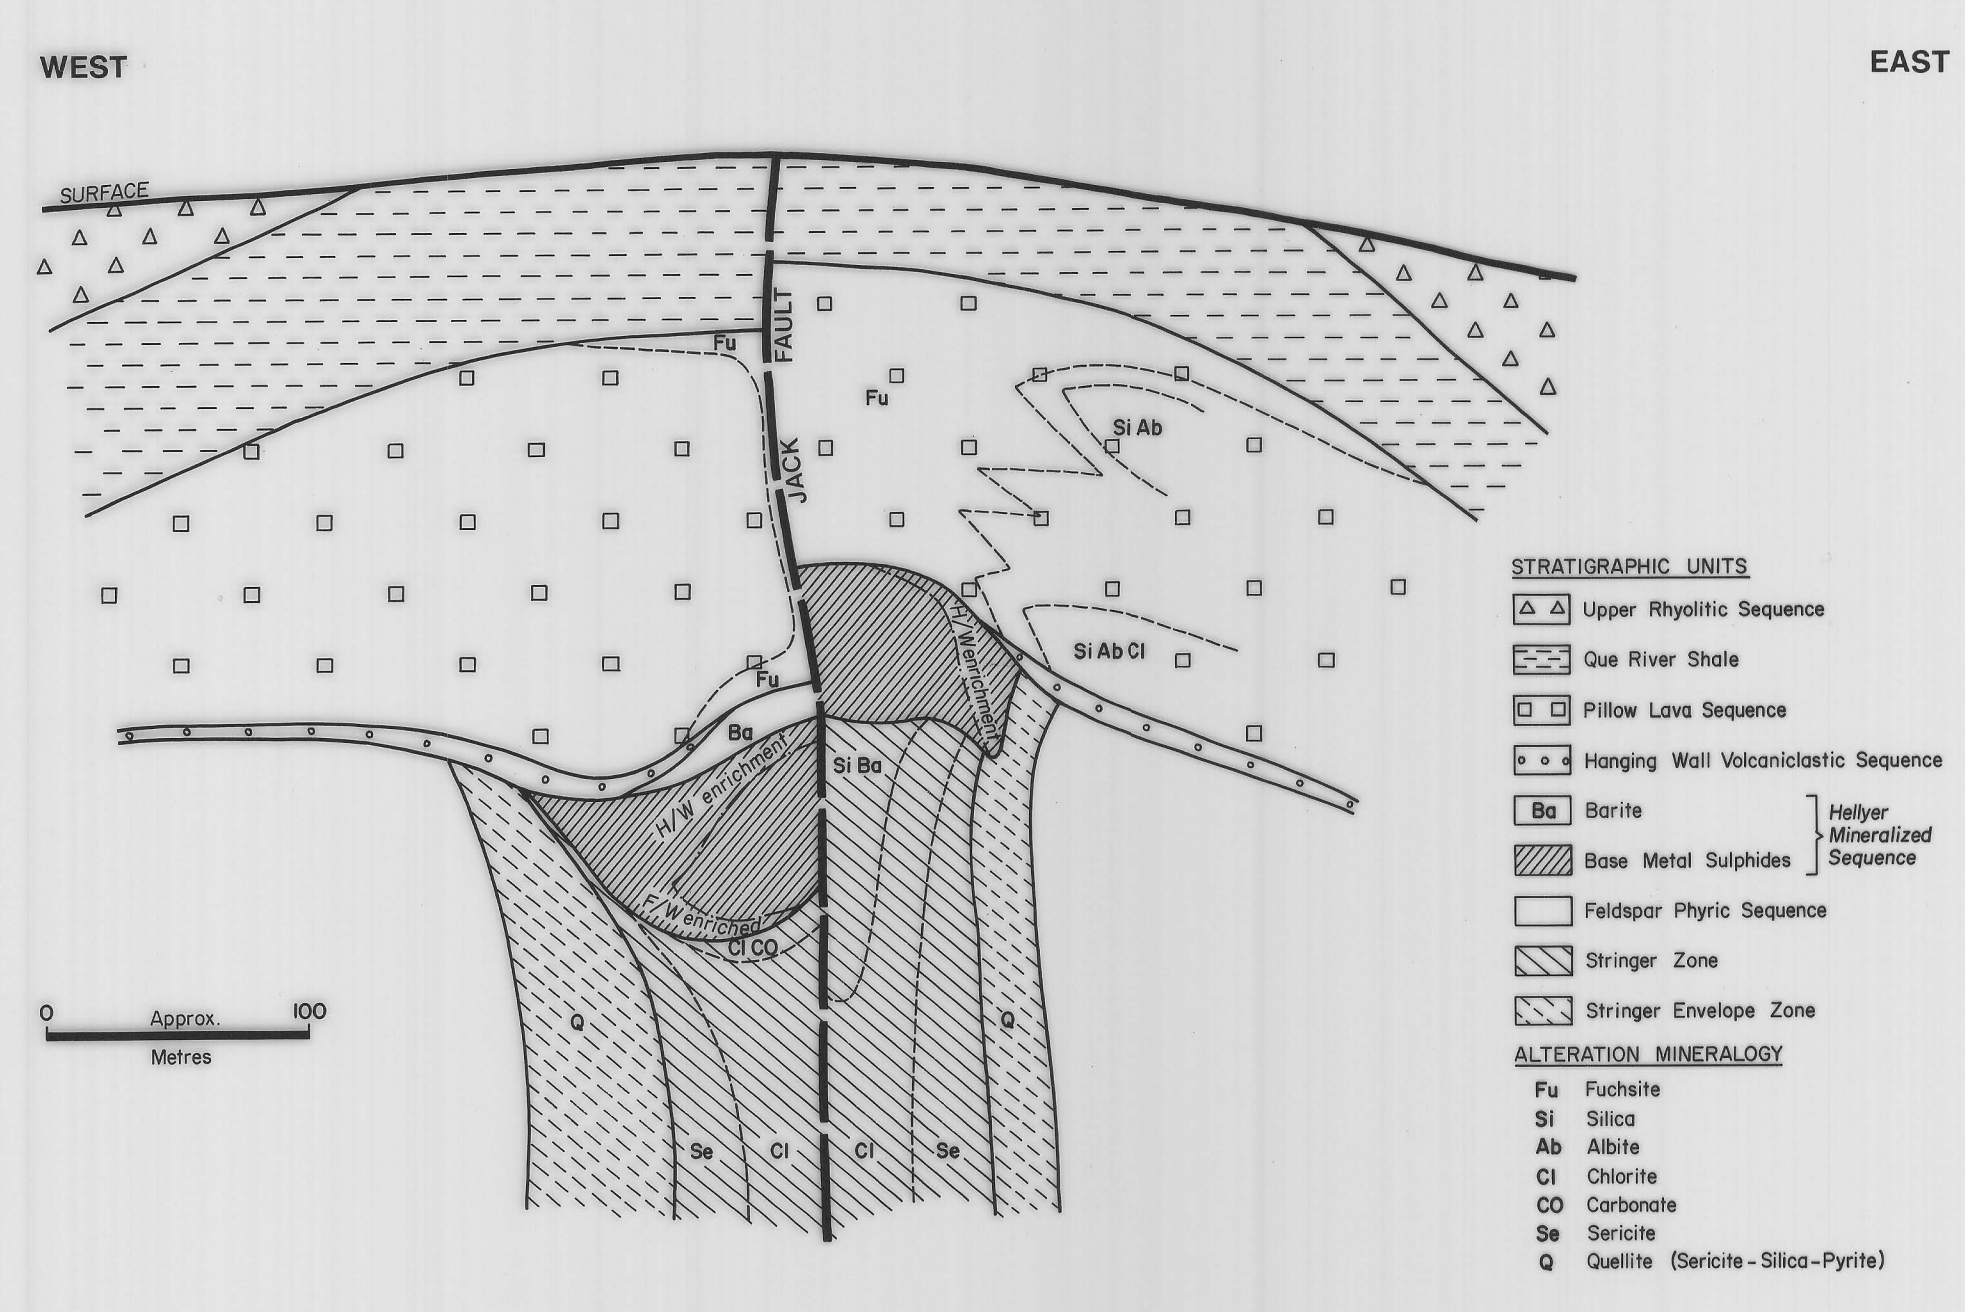 WEST
EAST
SURFACE
FAULT
JACK
Fu
Fu
Si Ab
H/W enrichment
Si Ab Cl
Fu
Ba
H/W enrichment
Si Ba
F/W enriched
Cl CO
Q
Q
Se
Cl
Cl
Se
0
Approx.
100
Metres
STRATIGRAPHIC UNITS
Upper Rhyolitic Sequence
Que River Shale
Pillow Lava Sequence
Hanging Wall Volcaniclastic Sequence
Ba Barite
Base Metal Sulphides
Hellyer
Mineralized
Sequence
Feldspar Phyric Sequence
Stringer Zone
Stringer Envelope Zone
ALTERATION MINERALOGY
Fu Fuchsite
Si Silica
Ab Albite
Cl Chlorite
CO Carbonate
Se Sericite
Q Quellite (Sericite-Silica-Pyrite)